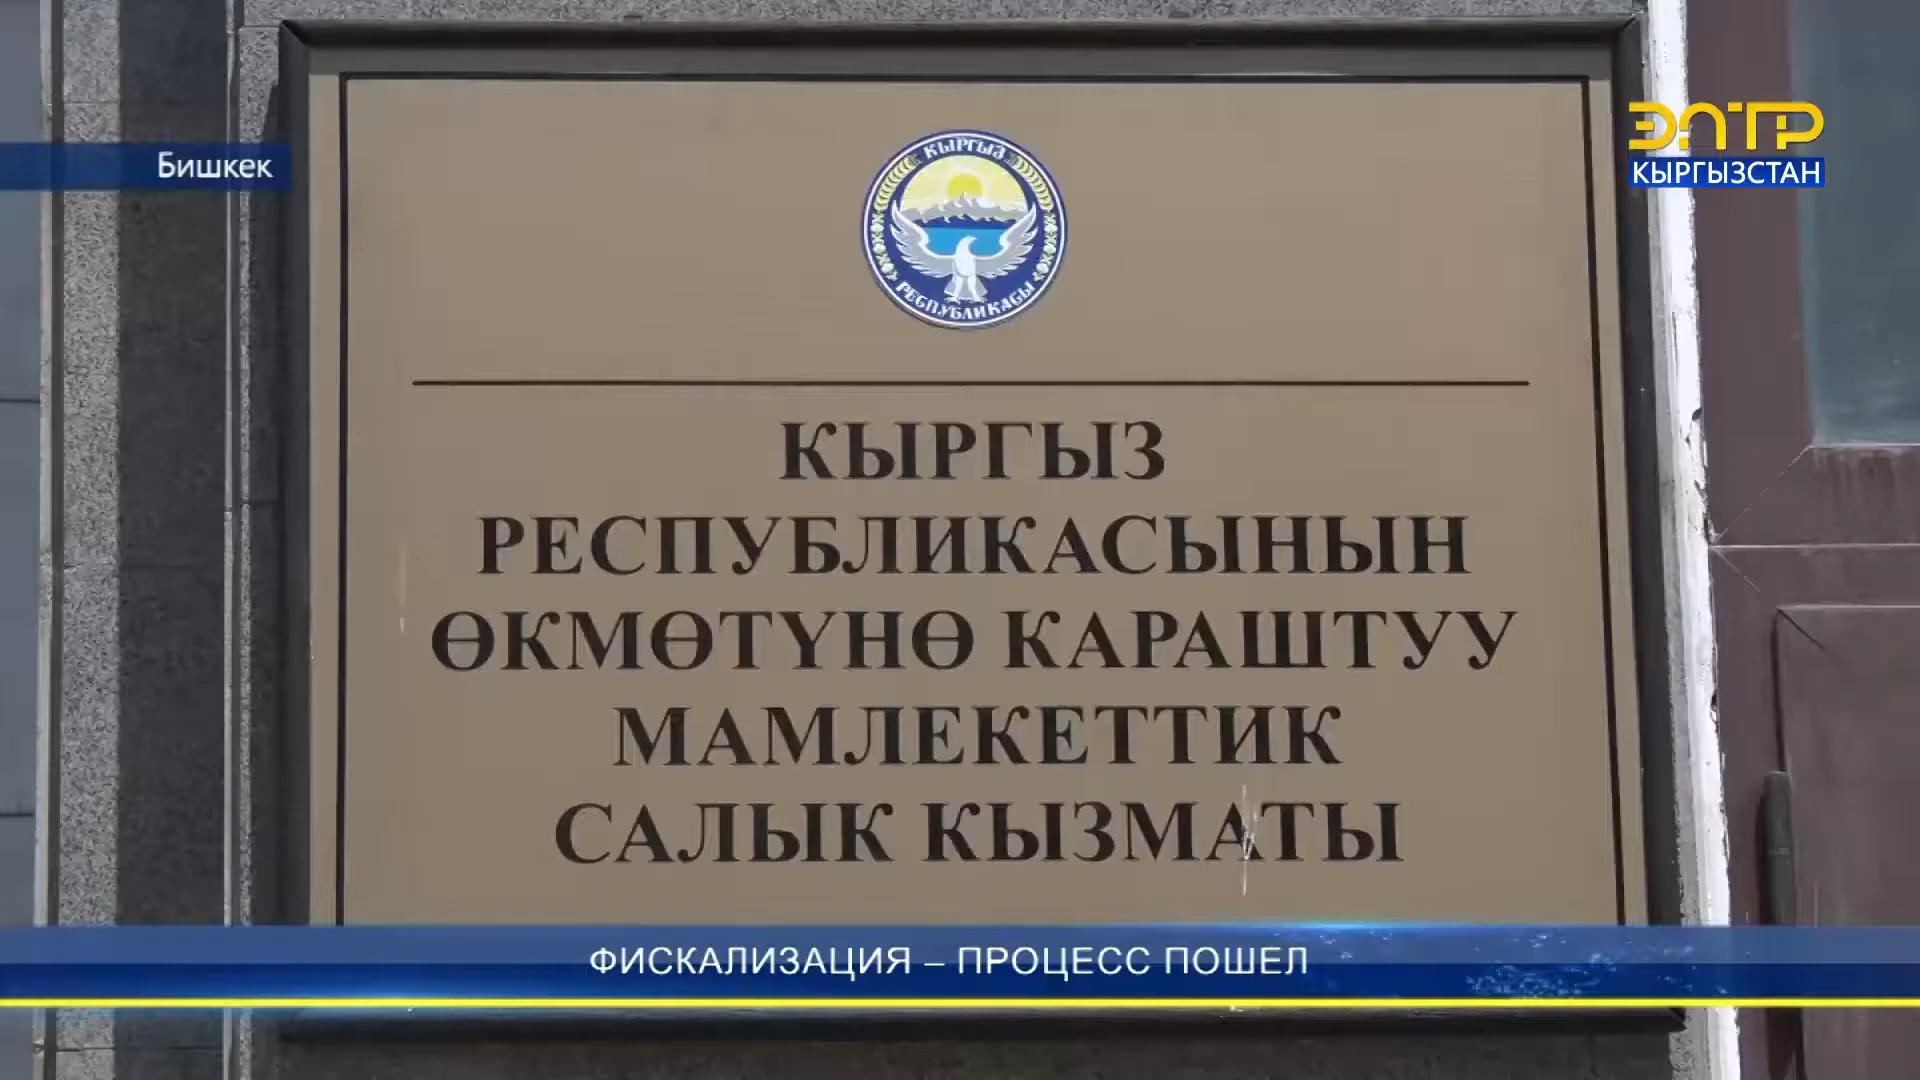 ЭЛТР
КЫРГЫЗСТАН
Бишкек
КЫРГЫЗ
РЕСПУБЛИКАСЫ
КЫРГЫЗ
РЕСПУБЛИКАСЫНЫН
ӨКМӨТҮНӨ КАРАШТУУ
МАМЛЕКЕТТИК
САЛЫК КЫЗМАТЫ
ФИСКАЛИЗАЦИЯ – ПРОЦЕСС ПОШЕЛ